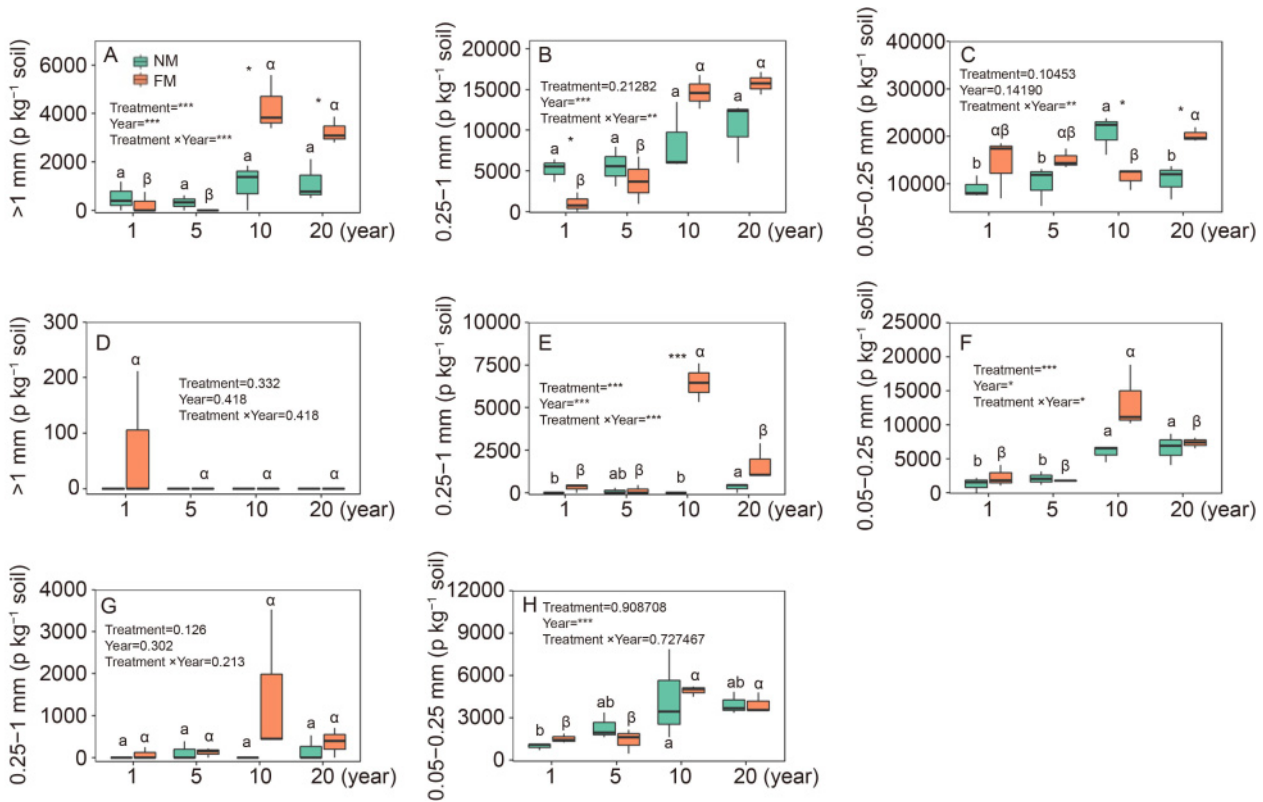 A
NM
FM
>1 mm (p kg⁻¹ soil)
6000
4000
2000
0
Treatment=***
Year=***
Treatment ×Year=***
a β a β * a α a * α
1 5 10 20 (year)
B
0.25−1 mm (p kg⁻¹ soil)
20000
15000
10000
5000
0
Treatment=0.21282
Year=***
Treatment ×Year=**
a * β a β a α a α
1 5 10 20 (year)
C
0.05−0.25 mm (p kg⁻¹ soil)
40000
30000
20000
10000
Treatment=0.10453
Year=0.14190
Treatment ×Year=**
b αβ b αβ a * β b * α
1 5 10 20 (year)
D
>1 mm (p kg⁻¹ soil)
300
200
100
0
Treatment=0.332
Year=0.418
Treatment ×Year=0.418
α α α α
1 5 10 20 (year)
E
0.25−1 mm (p kg⁻¹ soil)
10000
7500
5000
2500
0
Treatment=***
Year=***
Treatment ×Year=***
b β ab β b *** α a β
1 5 10 20 (year)
F
0.05−0.25 mm (p kg⁻¹ soil)
25000
20000
15000
10000
5000
0
Treatment=***
Year=*
Treatment ×Year=*
b β b β a α a β
1 5 10 20 (year)
G
0.25−1 mm (p kg⁻¹ soil)
4000
3000
2000
1000
0
Treatment=0.126
Year=0.302
Treatment ×Year=0.213
a α a α a α a α
1 5 10 20 (year)
H
0.05−0.25 mm (p kg⁻¹ soil)
12000
9000
6000
3000
0
Treatment=0.908708
Year=***
Treatment ×Year=0.727467
b β ab β a α ab α
1 5 10 20 (year)